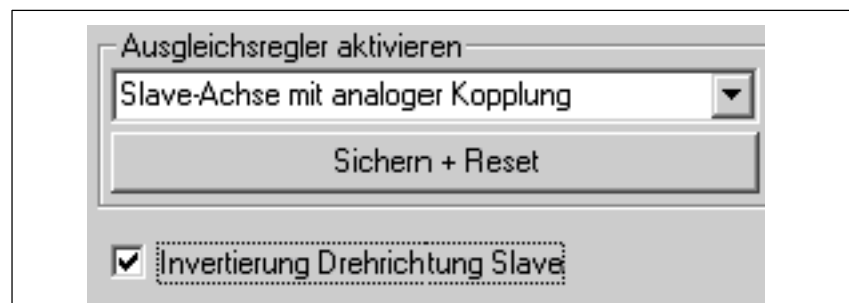 Ausgleichsregler aktivieren
Slave-Achse mit analoger Kopplung
Sichern + Reset
Invertierung Drehrichtung Slave